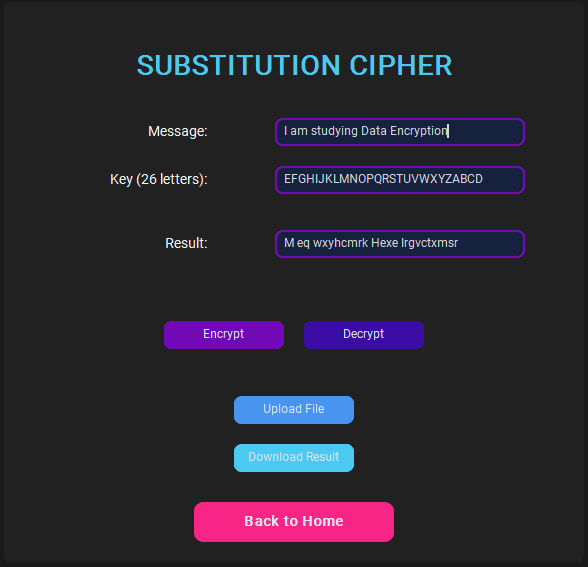 SUBSTITUTION CIPHER
Message: I am studying Data Encryption
Key (26 letters): EFGHIJKLMNOPQRSTUVWXYZABCD
Result: M eq wxyhcmrk Hexe Irgvctxmsr
Encrypt Decrypt
Upload File
Download Result
Back to Home